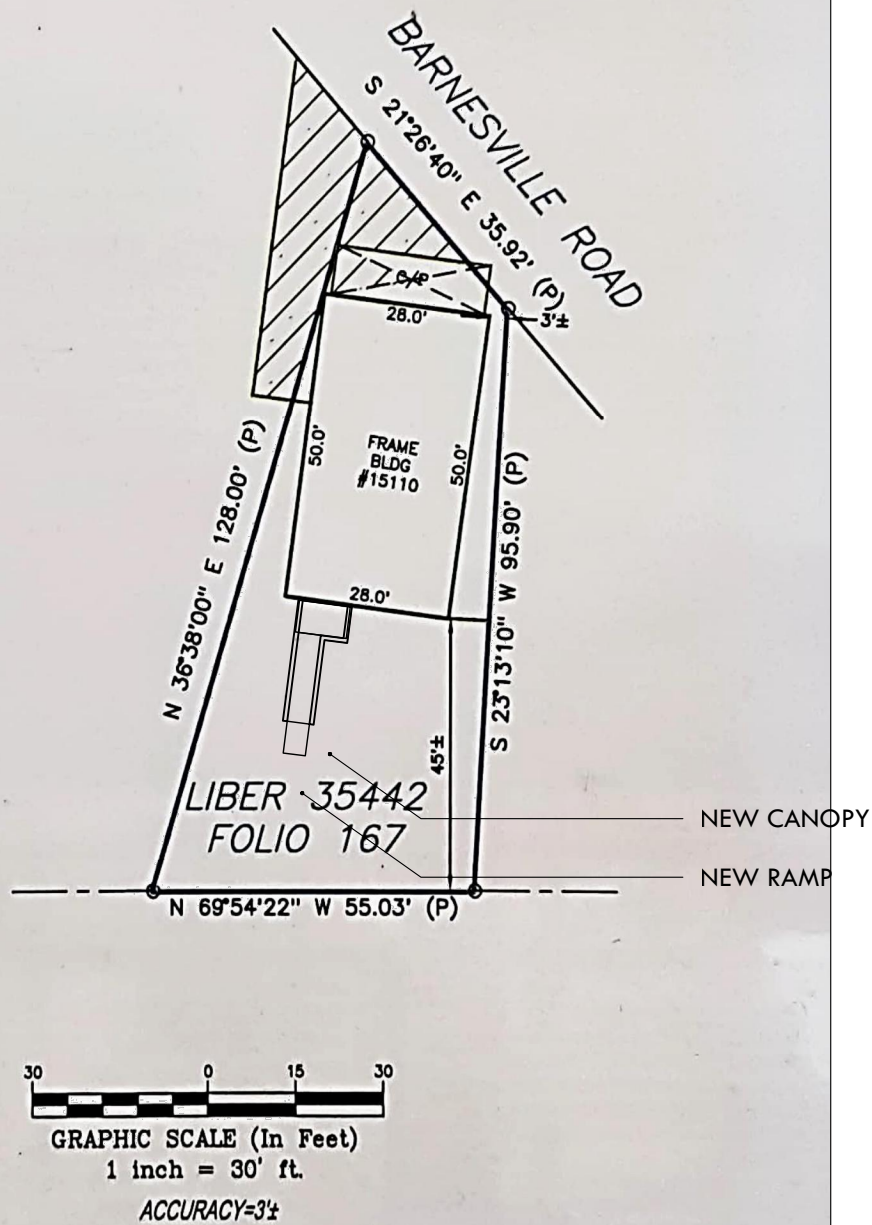 BARNESVILLE ROAD
S 21°26'40" E 35.92' (P)
C/P
28.0'
3'±
50.0'
FRAME
BLDG
#15110
50.0'
N 36°38'00" E 128.00' (P)
S 23°13'10" W 95.90' (P)
28.0'
45'±
LIBER 35442
FOLIO 167
NEW CANOPY
NEW RAMP
N 69°54'22" W 55.03' (P)
30 0 15 30
GRAPHIC SCALE (In Feet)
1 inch = 30' ft.
ACCURACY=3'±